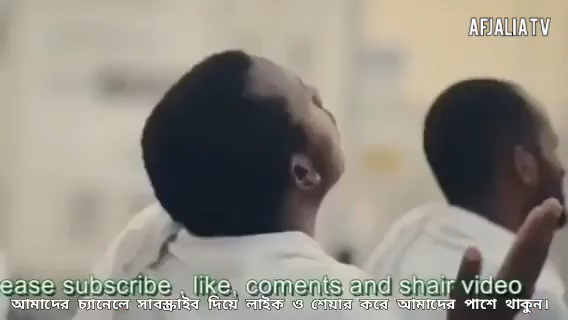 AFJALIATV
ease subscribe , like, coments and shair video
আমাদের চ্যানেলে সাবস্ক্রাইব দিয়ে লাইক ও শেয়ার করে আমাদের পাশে থাকুন।